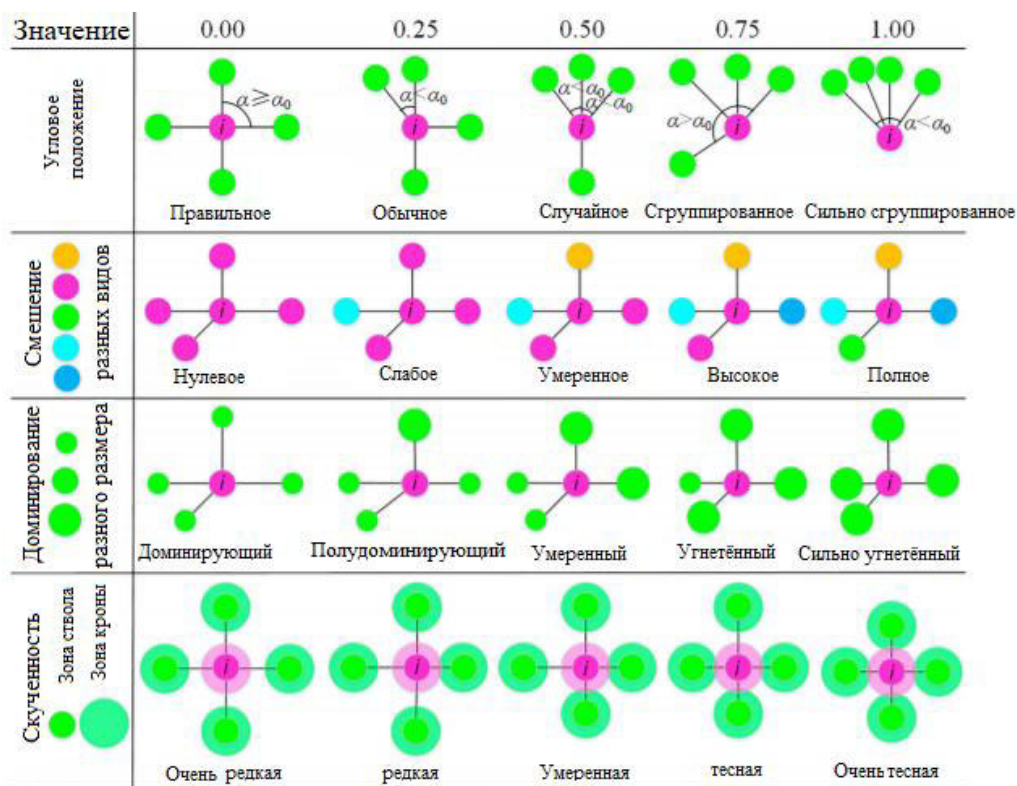 Значение 0.00 0.25 0.50 0.75 1.00
Угловое
положение
α≥α₀
α<α₀
α<α₀
α<α₀
α>α₀
α<α₀
i i i i i
Правильное Обычное Случайное Сгруппированное Сильно сгруппированное
Смешение
разных видов
i i i i i
Нулевое Слабое Умеренное Высокое Полное
Доминирование
разного размера
i i i i i
Доминирующий Полудоминирующий Умеренный Угнетённый Сильно угнетённый
Скученность
Зона ствола
Зона кроны
i i i i i
Очень редкая редкая Умеренная тесная Очень тесная